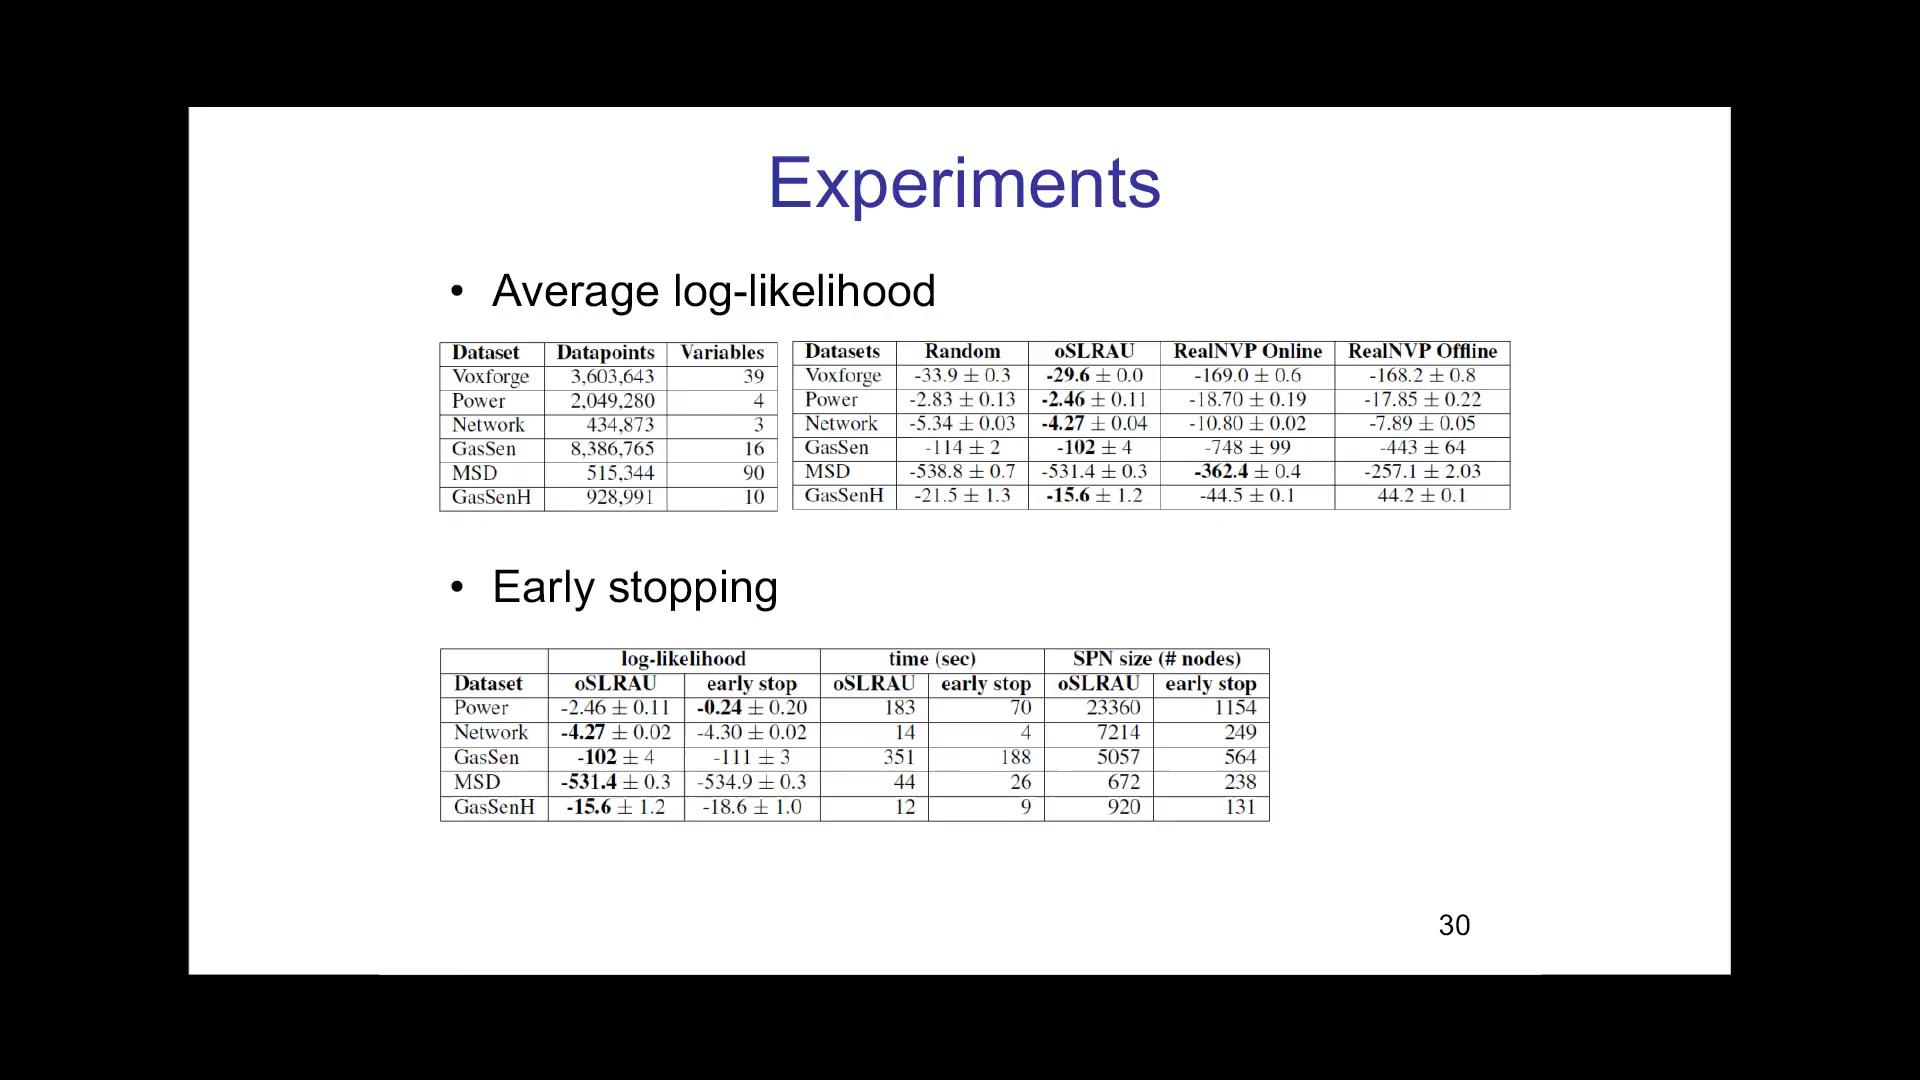 Experiments
• Average log-likelihood
Dataset Datapoints Variables
Voxforge 3,603,643 39
Power 2,049,280 4
Network 434,873 3
GasSen 8,386,765 16
MSD 515,344 90
GasSenH 928,991 10
Datasets Random oSLRAU RealNVP Online RealNVP Offline
Voxforge -33.9 ± 0.3 -29.6 ± 0.0 -169.0 ± 0.6 -168.2 ± 0.8
Power -2.83 ± 0.13 -2.46 ± 0.11 -18.70 ± 0.19 -17.85 ± 0.22
Network -5.34 ± 0.03 -4.27 ± 0.04 -10.80 ± 0.02 -7.89 ± 0.05
GasSen -114 ± 2 -102 ± 4 -748 ± 99 -443 ± 64
MSD -538.8 ± 0.7 -531.4 ± 0.3 -362.4 ± 0.4 -257.1 ± 2.03
GasSenH -21.5 ± 1.3 -15.6 ± 1.2 -44.5 ± 0.1 44.2 ± 0.1
• Early stopping
log-likelihood time (sec) SPN size (# nodes)
Dataset oSLRAU early stop oSLRAU early stop oSLRAU early stop
Power -2.46 ± 0.11 -0.24 ± 0.20 183 70 23360 1154
Network -4.27 ± 0.02 -4.30 ± 0.02 14 4 7214 249
GasSen -102 ± 4 -111 ± 3 351 188 5057 564
MSD -531.4 ± 0.3 -534.9 ± 0.3 44 26 672 238
GasSenH -15.6 ± 1.2 -18.6 ± 1.0 12 9 920 131
30